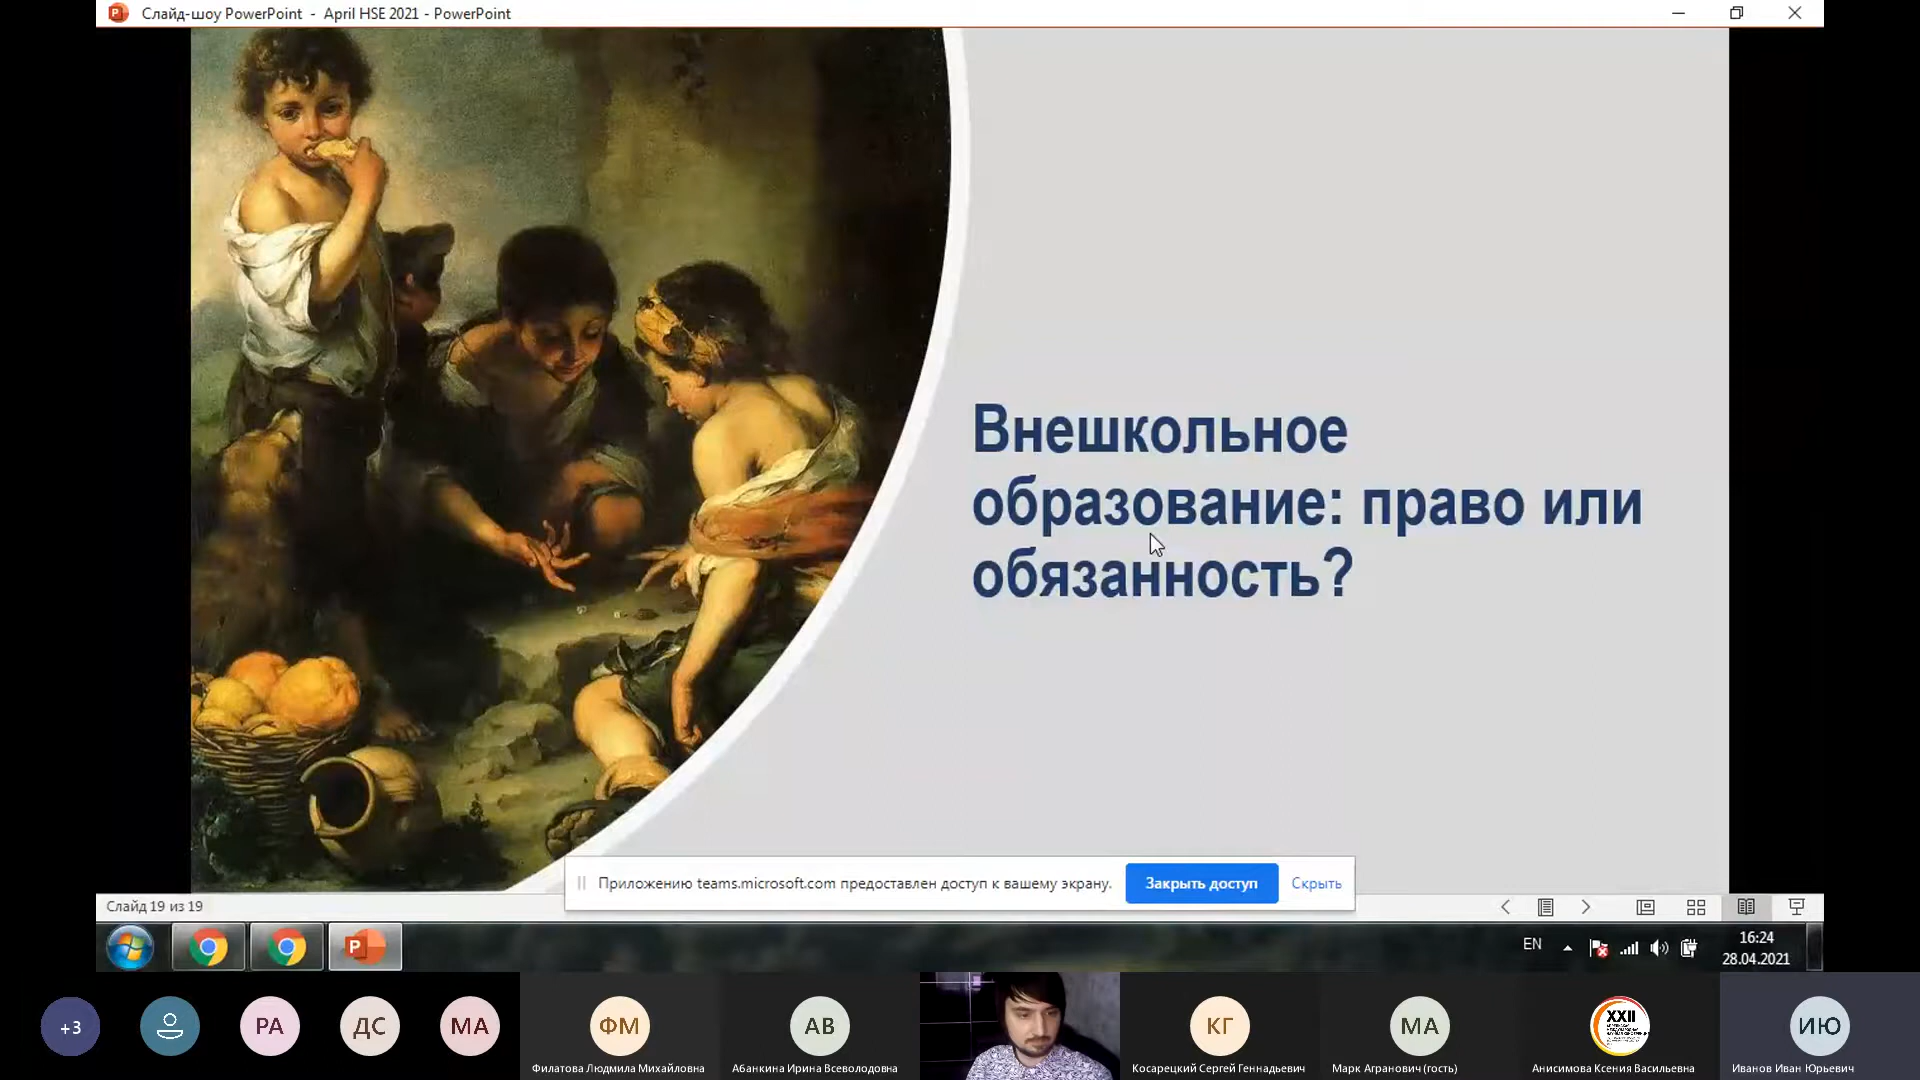 Слайд-шоу PowerPoint - April HSE 2021 - PowerPoint
Внешкольное
образование: право или
обязанность?
Приложению teams.microsoft.com предоставлен доступ к вашему экрану.
Закрыть доступ
Скрыть
Слайд 19 из 19
EN
16:24
28.04.2021
+3
РА
ДС
МА
ФМ
АВ
КГ
МА
XXII
ИЮ
Филатова Людмила Михайловна
Абанкина Ирина Всеволодовна
Косарецкий Сергей Геннадьевич
Марк Агранович (гость)
Анисимова Ксения Васильевна
Иванов Иван Юрьевич